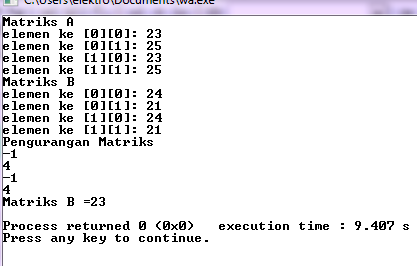 C:\Users\elektro\Documents\wa.exe
Matriks A
elemen ke [0][0]: 23
elemen ke [0][1]: 25
elemen ke [1][0]: 23
elemen ke [1][1]: 25
Matriks B
elemen ke [0][0]: 24
elemen ke [0][1]: 21
elemen ke [1][0]: 24
elemen ke [1][1]: 21
Pengurangan Matriks
-1
4
-1
4
Matriks B =23
Process returned 0 (0x0)   execution time : 9.407 s
Press any key to continue.